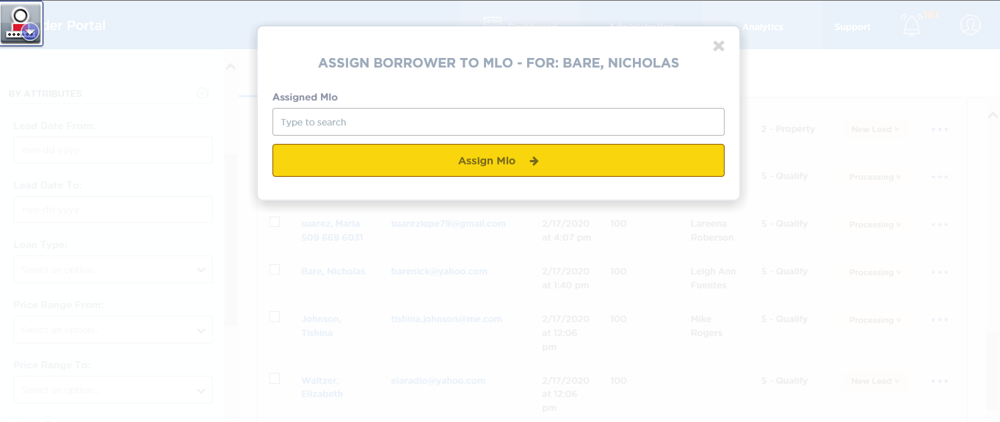 der Portal
Analytics
Support
ASSIGN BORROWER TO MLO - FOR: BARE, NICHOLAS
Assigned Mlo
Type to search
Assign Mlo
BY ATTRIBUTES
Lead Date From:
mm-dd-yyyy
Lead Date To:
mm-dd-yyyy
Loan Type:
Select an option...
Price Range From:
Select an option...
Price Range To:
Select an option...
2 - Property
New Lead
5 - Qualify
Processing
suarez, Maria suarezlupe79@gmail.com 2/17/2020 100 Lareena 5 - Qualify Processing
509 669 6031 at 4:07 pm Roberson
Bare, Nicholas barenick@yahoo.com 2/17/2020 100 Leigh Ann 5 - Qualify Processing
at 1:40 pm Fuentes
Johnson, tishina.johnson@me.com 2/17/2020 100 Mike 5 - Qualify Processing
Tishina at 12:06 Rogers
pm
Waltzer, elaradio@yahoo.com 2/17/2020 100 5 - Qualify New Lead
Elizabeth at 12:06
pm